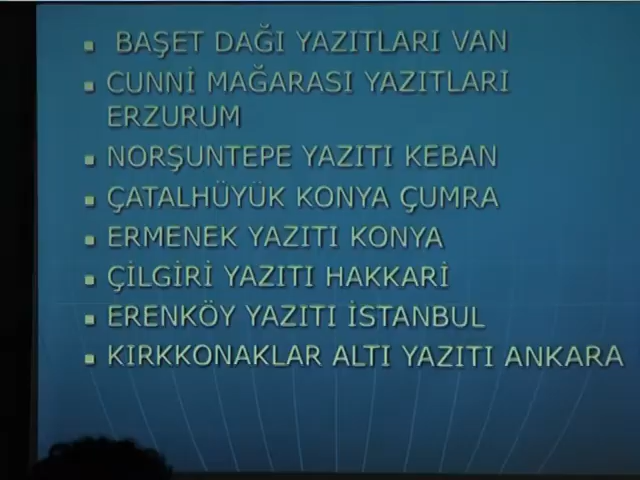 BAŞET DAĞI YAZITLARI VAN
CUNNİ MAĞARASI YAZITLARI
ERZURUM
NORŞUNTEPE YAZITI KEBAN
ÇATALHÜYÜK KONYA ÇUMRA
ERMENEK YAZITI KONYA
ÇİLGİRİ YAZITI HAKKARİ
ERENKÖY YAZITI İSTANBUL
KIRKKONAKLAR ALTI YAZITI ANKARA